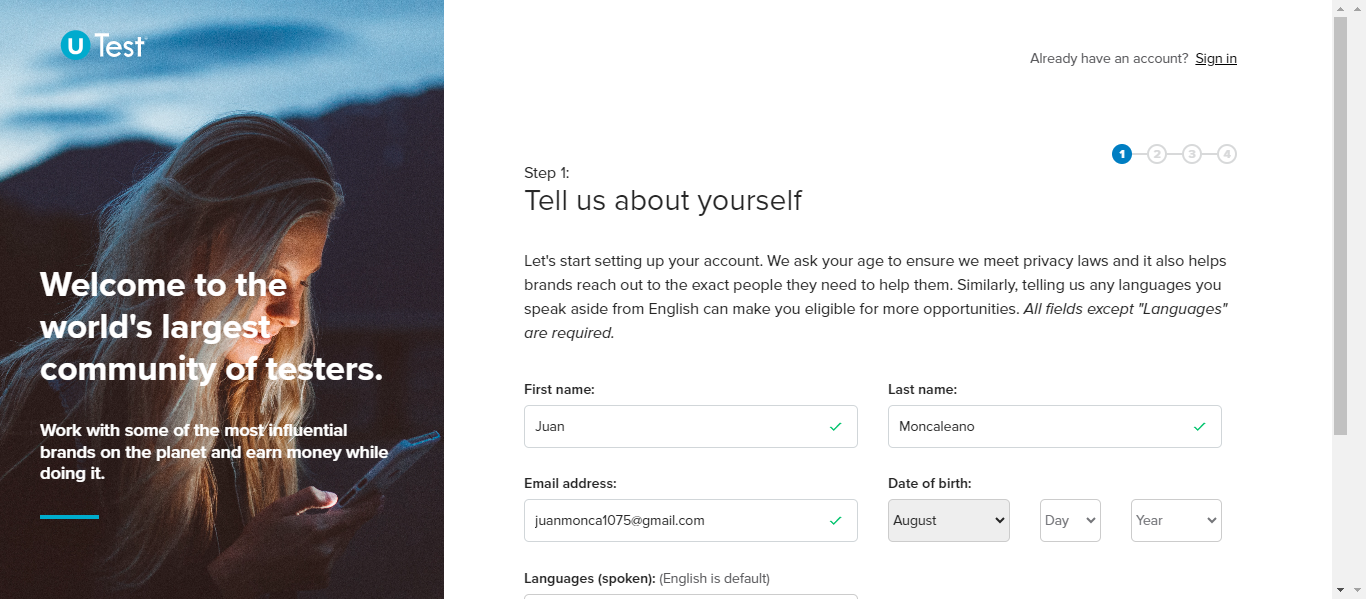 U Test
Welcome to the
world's largest
community of testers.
Work with some of the most influential
brands on the planet and earn money while
doing it.
Already have an account? Sign in
1 2 3 4
Step 1:
Tell us about yourself
Let's start setting up your account. We ask your age to ensure we meet privacy laws and it also helps
brands reach out to the exact people they need to help them. Similarly, telling us any languages you
speak aside from English can make you eligible for more opportunities. All fields except "Languages"
are required.
First name:
Last name:
Juan
Moncaleano
Email address:
Date of birth:
juanmonca1075@gmail.com
August
Day
Year
Languages (spoken): (English is default)